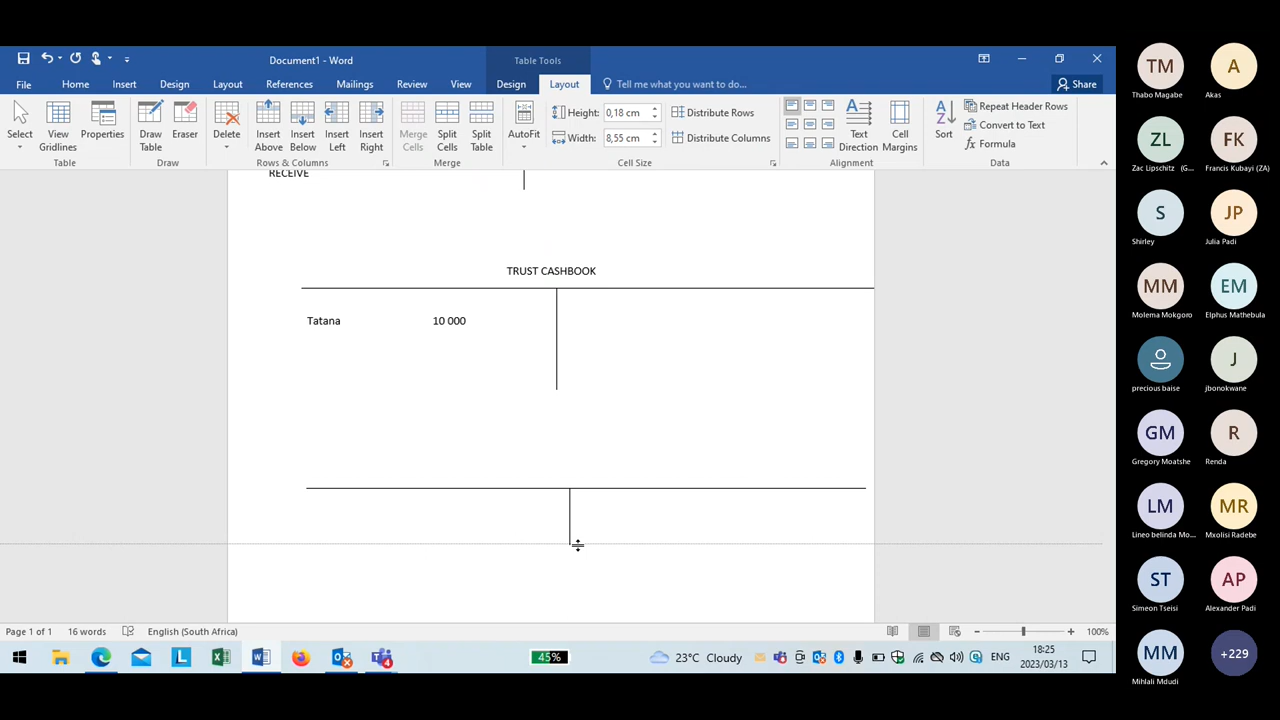 Document1 - Word
Table Tools
File Home Insert Design Layout References Mailings Review View Design Layout Tell me what you want to do... Share
Select View Gridlines Properties Draw Table Eraser Delete Insert Above Insert Below Insert Left Insert Right Merge Cells Split Cells Split Table AutoFit
Height: 0,18 cm Distribute Rows
Width: 8,55 cm Distribute Columns
Text Direction Cell Margins Sort
Repeat Header Rows
Convert to Text
Formula
Table Draw Rows & Columns Merge Cell Size Alignment Data
RECEIVE
TRUST CASHBOOK
Tatana 10 000
Page 1 of 1 16 words English (South Africa) 100%
45% 23°C Cloudy ENG 18:25
2023/03/13
TM A
Thabo Magabe Akas
ZL FK
Zac Lipschitz (G... Francis Kubayi (ZA)
S JP
Shirley Julia Padi
MM EM
Molema Mokgoro Elphus Mathebula
J
precious baise jbonokwane
GM R
Gregory Moatshe Renda
LM MR
Lineo belinda Mo... Mxolisi Radebe
ST AP
Simeon Tseisi Alexander Padi
MM +229
Mihlali Mdudi